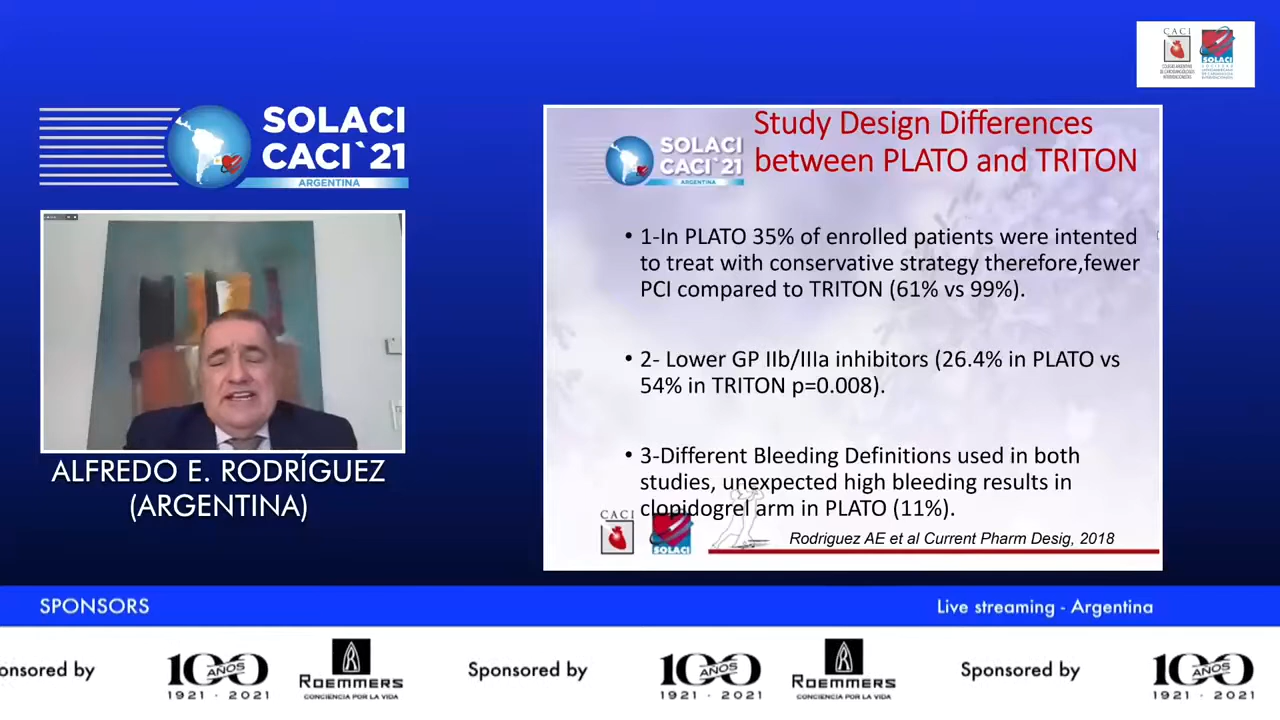 CACI
SOLACI
SOLACI
CACI`21
ARGENTINA
ALFREDO E. RODRÍGUEZ
(ARGENTINA)
SOLACI
CACI`21
ARGENTINA
Study Design Differences
between PLATO and TRITON
• 1-In PLATO 35% of enrolled patients were intented
to treat with conservative strategy therefore,fewer
PCI compared to TRITON (61% vs 99%).
• 2- Lower GP IIb/IIIa inhibitors (26.4% in PLATO vs
54% in TRITON p=0.008).
• 3-Different Bleeding Definitions used in both
studies, unexpected high bleeding results in
clopidogrel arm in PLATO (11%).
CACI
SOLACI
Rodriguez AE et al Current Pharm Desig, 2018
SPONSORS
Live streaming - Argentina
onsored by
100 AÑOS
1921 - 2021
ROEMMERS
CONCIENCIA POR LA VIDA
Sponsored by
100 AÑOS
1921 - 2021
ROEMMERS
CONCIENCIA POR LA VIDA
Sponsored by
100 AÑOS
1921 - 2021